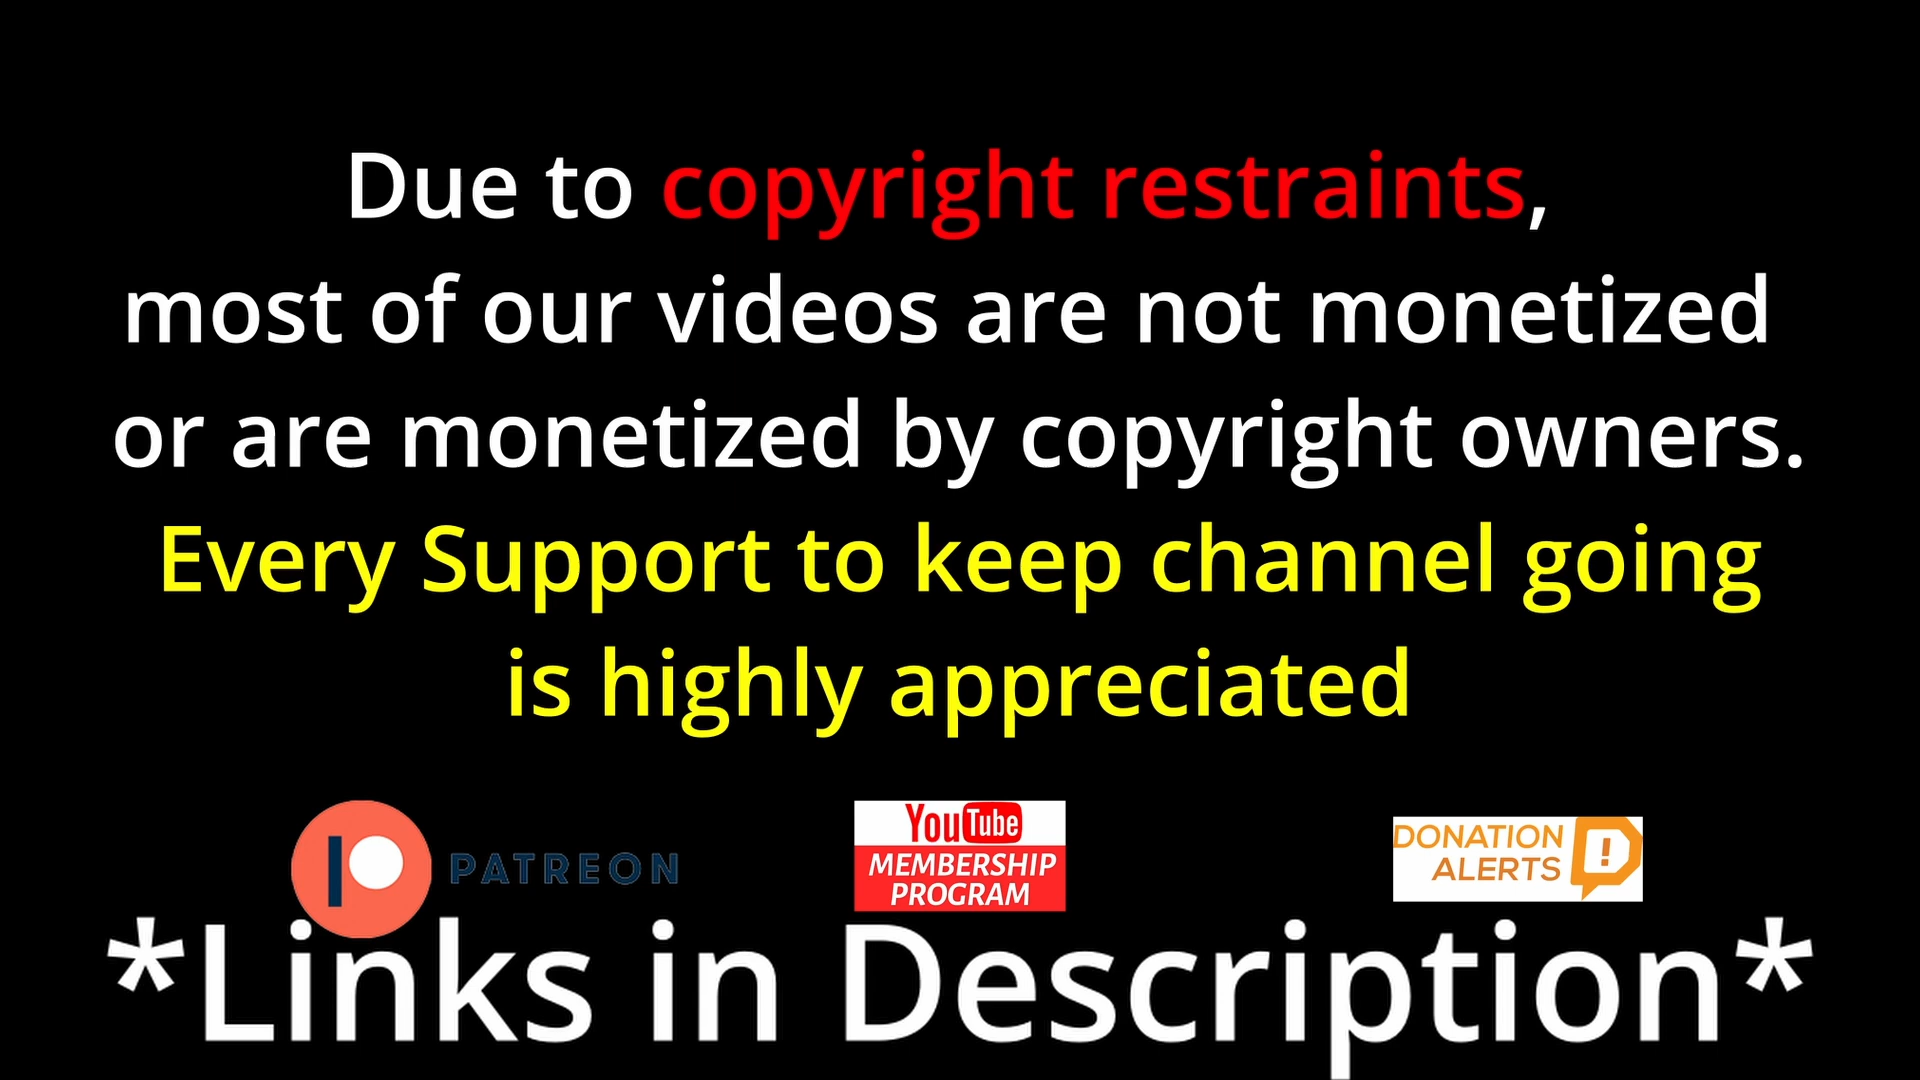 Due to copyright restraints,
most of our videos are not monetized
or are monetized by copyright owners.
Every Support to keep channel going
is highly appreciated
PATREON
YouTube
MEMBERSHIP
PROGRAM
DONATION
ALERTS
*Links in Description*